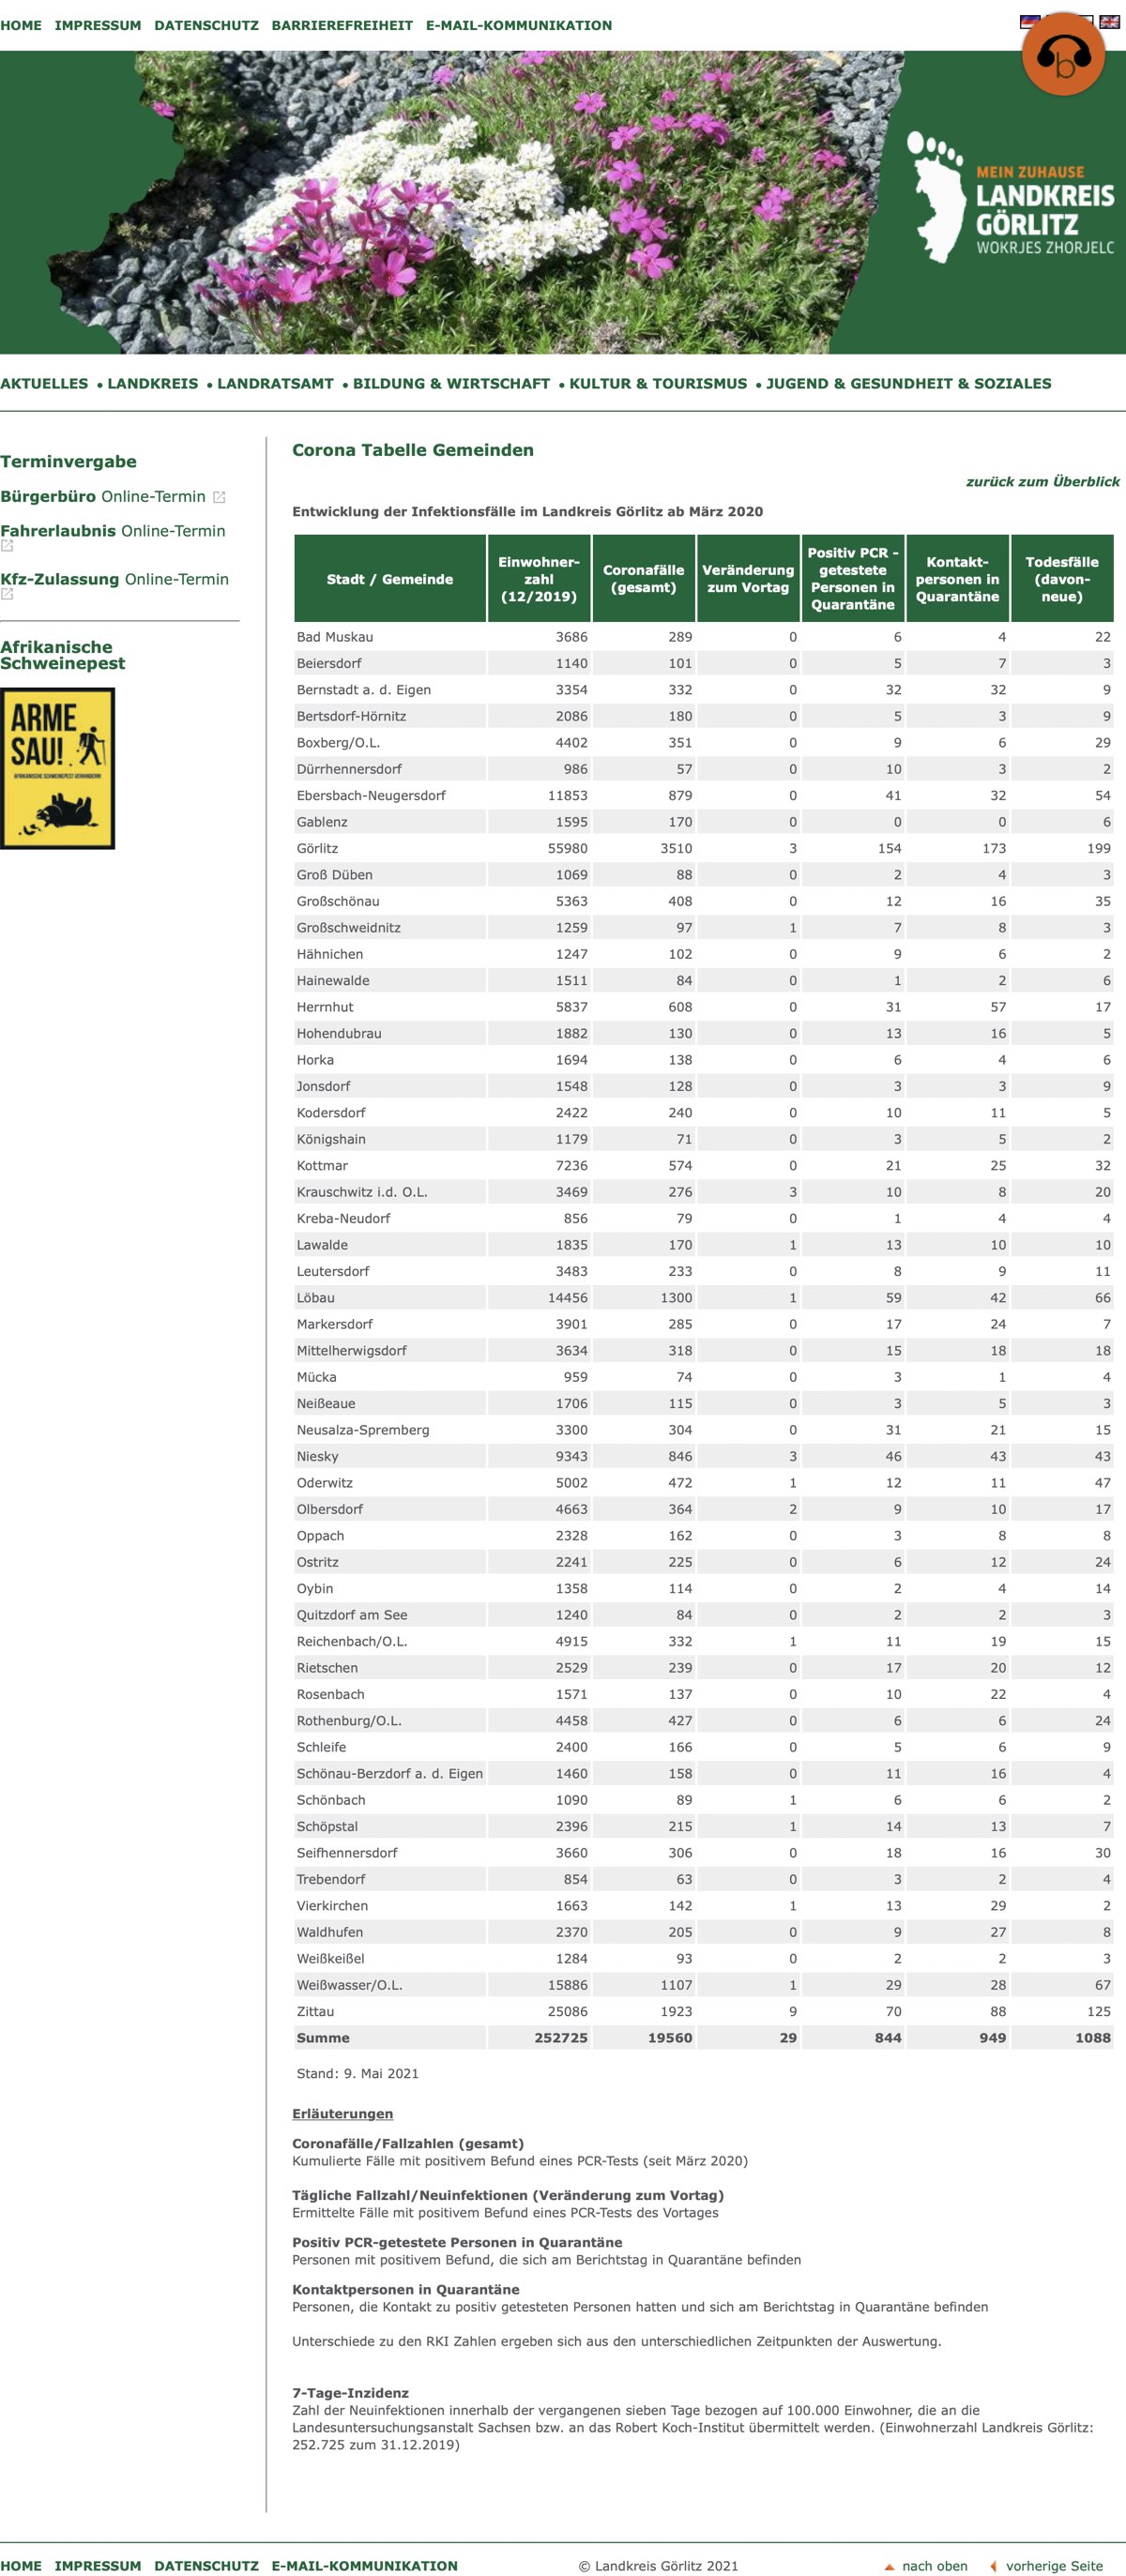 HOME IMPRESSUM DATENSCHUTZ BARRIEREFREIHEIT E-MAIL-KOMMUNIKATION
b
MEIN ZUHAUSE
LANDKREIS
GÖRLITZ
WOKRJES ZHORJELC
AKTUELLES • LANDKREIS • LANDRATSAMT • BILDUNG & WIRTSCHAFT • KULTUR & TOURISMUS • JUGEND & GESUNDHEIT & SOZIALES
Terminvergabe
Bürgerbüro Online-Termin
Fahrerlaubnis Online-Termin
Kfz-Zulassung Online-Termin
Afrikanische
Schweinepest
ARME
SAU!
AFRIKANISCHE SCHWEINEPEST VERHINDERN!
Corona Tabelle Gemeinden
zurück zum Überblick
Entwicklung der Infektionsfälle im Landkreis Görlitz ab März 2020
Stadt / Gemeinde Einwohner-zahl (12/2019) Coronafälle (gesamt) Veränderung zum Vortag Positiv PCR - getestete Personen in Quarantäne Kontakt-personen in Quarantäne Todesfälle (davon-neue)
Bad Muskau 3686 289 0 6 4 22
Beiersdorf 1140 101 0 5 7 3
Bernstadt a. d. Eigen 3354 332 0 32 32 9
Bertsdorf-Hörnitz 2086 180 0 5 3 9
Boxberg/O.L. 4402 351 0 9 6 29
Dürrhennersdorf 986 57 0 10 3 2
Ebersbach-Neugersdorf 11853 879 0 41 32 54
Gablenz 1595 170 0 0 0 6
Görlitz 55980 3510 3 154 173 199
Groß Düben 1069 88 0 2 4 3
Großschönau 5363 408 0 12 16 35
Großschweidnitz 1259 97 1 7 8 3
Hähnichen 1247 102 0 9 6 2
Hainewalde 1511 84 0 1 2 6
Herrnhut 5837 608 0 31 57 17
Hohendubrau 1882 130 0 13 16 5
Horka 1694 138 0 6 4 6
Jonsdorf 1548 128 0 3 3 9
Kodersdorf 2422 240 0 10 11 5
Königshain 1179 71 0 3 5 2
Kottmar 7236 574 0 21 25 32
Krauschwitz i.d. O.L. 3469 276 3 10 8 20
Kreba-Neudorf 856 79 0 1 4 4
Lawalde 1835 170 1 13 10 10
Leutersdorf 3483 233 0 8 9 11
Löbau 14456 1300 1 59 42 66
Markersdorf 3901 285 0 17 24 7
Mittelherwigsdorf 3634 318 0 15 18 18
Mücka 959 74 0 3 1 4
Neißeaue 1706 115 0 3 5 3
Neusalza-Spremberg 3300 304 0 31 21 15
Niesky 9343 846 3 46 43 43
Oderwitz 5002 472 1 12 11 47
Olbersdorf 4663 364 2 9 10 17
Oppach 2328 162 0 3 8 8
Ostritz 2241 225 0 6 12 24
Oybin 1358 114 0 2 4 14
Quitzdorf am See 1240 84 0 2 2 3
Reichenbach/O.L. 4915 332 1 11 19 15
Rietschen 2529 239 0 17 20 12
Rosenbach 1571 137 0 10 22 4
Rothenburg/O.L. 4458 427 0 6 6 24
Schleife 2400 166 0 5 6 9
Schönau-Berzdorf a. d. Eigen 1460 158 0 11 16 4
Schönbach 1090 89 1 6 6 2
Schöpstal 2396 215 1 14 13 7
Seifhennersdorf 3660 306 0 18 16 30
Trebendorf 854 63 0 3 2 4
Vierkirchen 1663 142 1 13 29 2
Waldhufen 2370 205 0 9 27 8
Weißkeißel 1284 93 0 2 2 3
Weißwasser/O.L. 15886 1107 1 29 28 67
Zittau 25086 1923 9 70 88 125
Summe 252725 19560 29 844 949 1088
Stand: 9. Mai 2021
Erläuterungen
Coronafälle/Fallzahlen (gesamt)
Kumulierte Fälle mit positivem Befund eines PCR-Tests (seit März 2020)
Tägliche Fallzahl/Neuinfektionen (Veränderung zum Vortag)
Ermittelte Fälle mit positivem Befund eines PCR-Tests des Vortages
Positiv PCR-getestete Personen in Quarantäne
Personen mit positivem Befund, die sich am Berichtstag in Quarantäne befinden
Kontaktpersonen in Quarantäne
Personen, die Kontakt zu positiv getesteten Personen hatten und sich am Berichtstag in Quarantäne befinden
Unterschiede zu den RKI Zahlen ergeben sich aus den unterschiedlichen Zeitpunkten der Auswertung.
7-Tage-Inzidenz
Zahl der Neuinfektionen innerhalb der vergangenen sieben Tage bezogen auf 100.000 Einwohner, die an die
Landesuntersuchungsanstalt Sachsen bzw. an das Robert Koch-Institut übermittelt werden. (Einwohnerzahl Landkreis Görlitz:
252.725 zum 31.12.2019)
HOME IMPRESSUM DATENSCHUTZ E-MAIL-KOMMUNIKATION © Landkreis Görlitz 2021 nach oben vorherige Seite